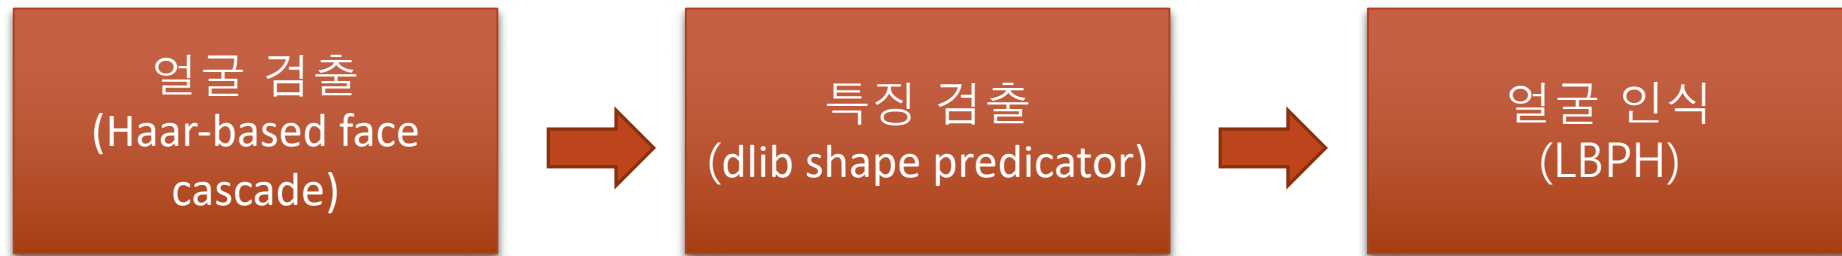 얼굴 검출
(Haar-based face
cascade)
특징 검출
(dlib shape predicator)
얼굴 인식
(LBPH)